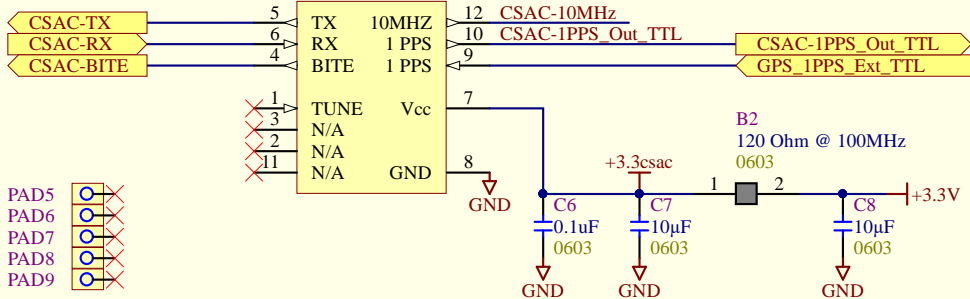 CSAC-TX 5 TX 10MHZ 12 CSAC-10MHz
CSAC-RX 6 RX 1 PPS 10 CSAC-1PPS_Out_TTL CSAC-1PPS_Out_TTL
CSAC-BITE 4 BITE 1 PPS 9 GPS_1PPS_Ext_TTL
1 TUNE Vcc 7
3 N/A
2 N/A
11 N/A GND 8
GND
B2
120 Ohm @ 100MHz
0603
+3.3csac
1 2
+3.3V
C6
0.1uF
0603
GND
C7
10µF
0603
GND
C8
10µF
0603
GND
PAD5
PAD6
PAD7
PAD8
PAD9